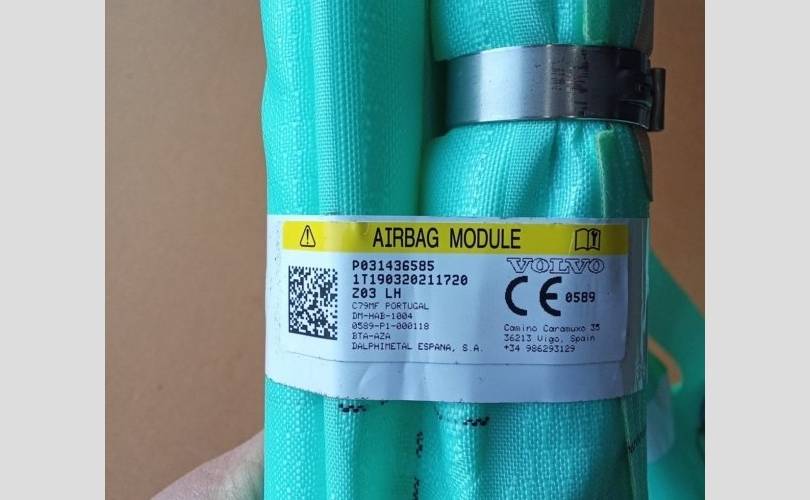 AIRBAG MODULE
P031436585
1T190320211720
Z03 LH
C79MF PORTUGAL
DM-HAB-1004
0589-P1-000118
BTA-AZA
DALPHIMETAL ESPANA, S.A.
VOLVO
CE 0589
Camino Caramuxo 35
36213 Vigo, Spain
+34 986293129